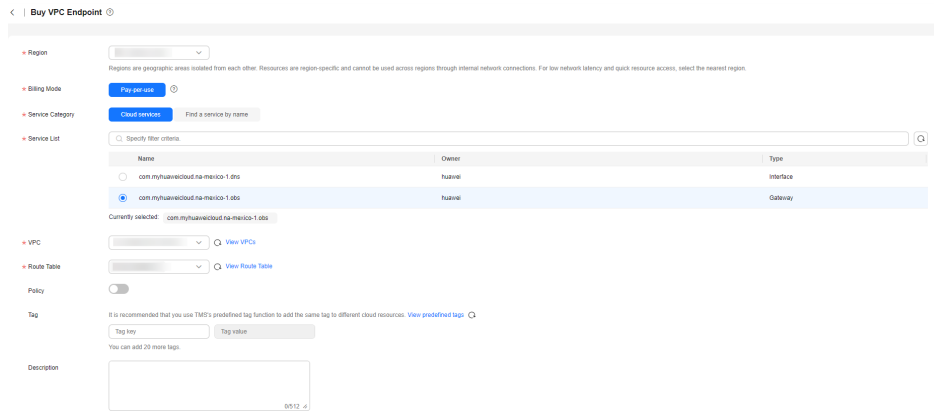 Buy VPC Endpoint
Region
Regions are geographic areas isolated from each other. Resources are region-specific and cannot be used across regions through internal network connections. For low network latency and quick resource access, select the nearest region.
Billing Mode
Pay-per-use
Service Category
Cloud services
Find a service by name
Service List
Specify filter criteria.
Name Owner Type
com.myhuaweicloud.na-mexico-1.dns huawei Interface
com.myhuaweicloud.na-mexico-1.obs huawei Gateway
Currently selected: com.myhuaweicloud.na-mexico-1.obs
VPC
View VPCs
Route Table
View Route Table
Policy
Tag
It is recommended that you use TMS's predefined tag function to add the same tag to different cloud resources. View predefined tags
Tag key
Tag value
You can add 20 more tags.
Description
0/512